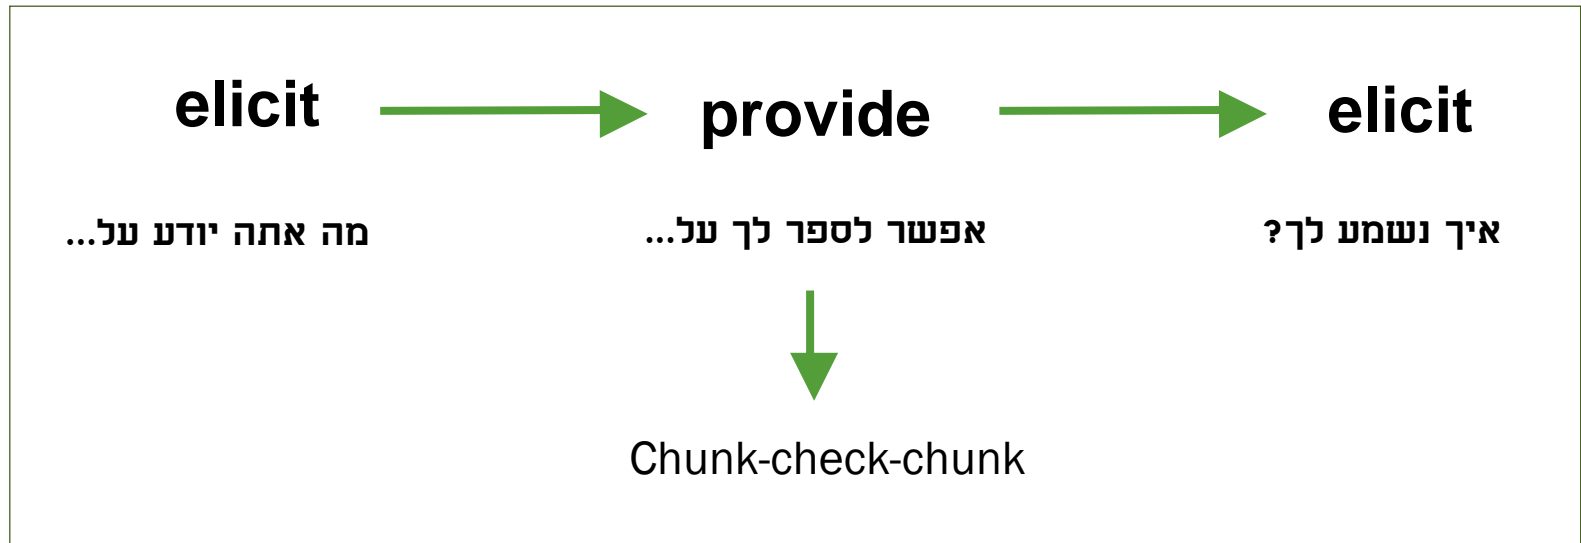 elicit
provide
elicit
מה אתה יודע על...
אפשר לספר לך על...
איך נשמע לך?
Chunk-check-chunk